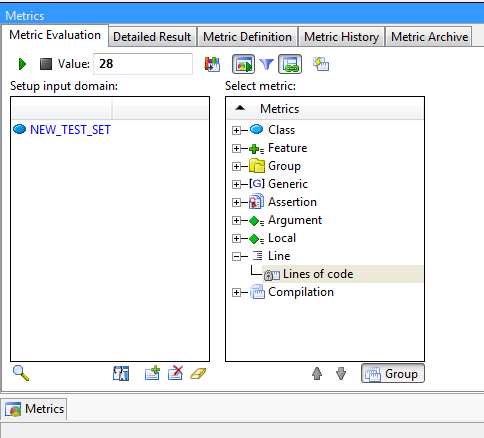 Metrics
Metric Evaluation Detailed Result Metric Definition Metric History Metric Archive
Value: 28
Setup input domain: Select metric:
Metrics
NEW_TEST_SET
Class
Feature
Group
[G] Generic
Assertion
Argument
Local
Line
Lines of code
Compilation
Group
Metrics